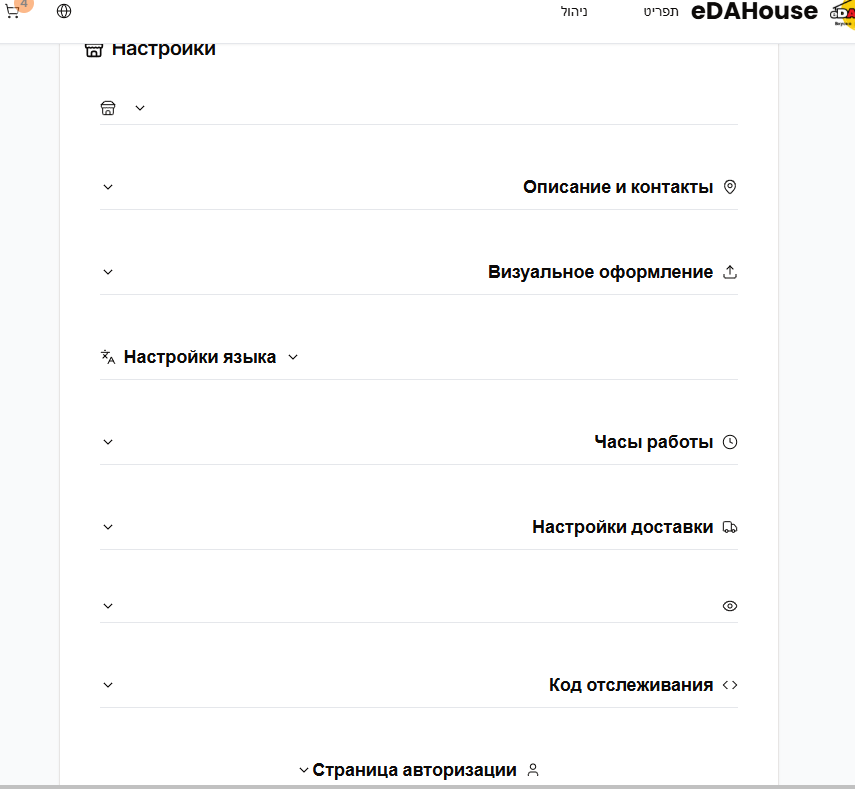 4
ניהול
תפריט
eDAHouse
Настройки
Описание и контакты
Визуальное оформление
Настройки языка
Часы работы
Настройки доставки
Код отслеживания
Страница авторизации